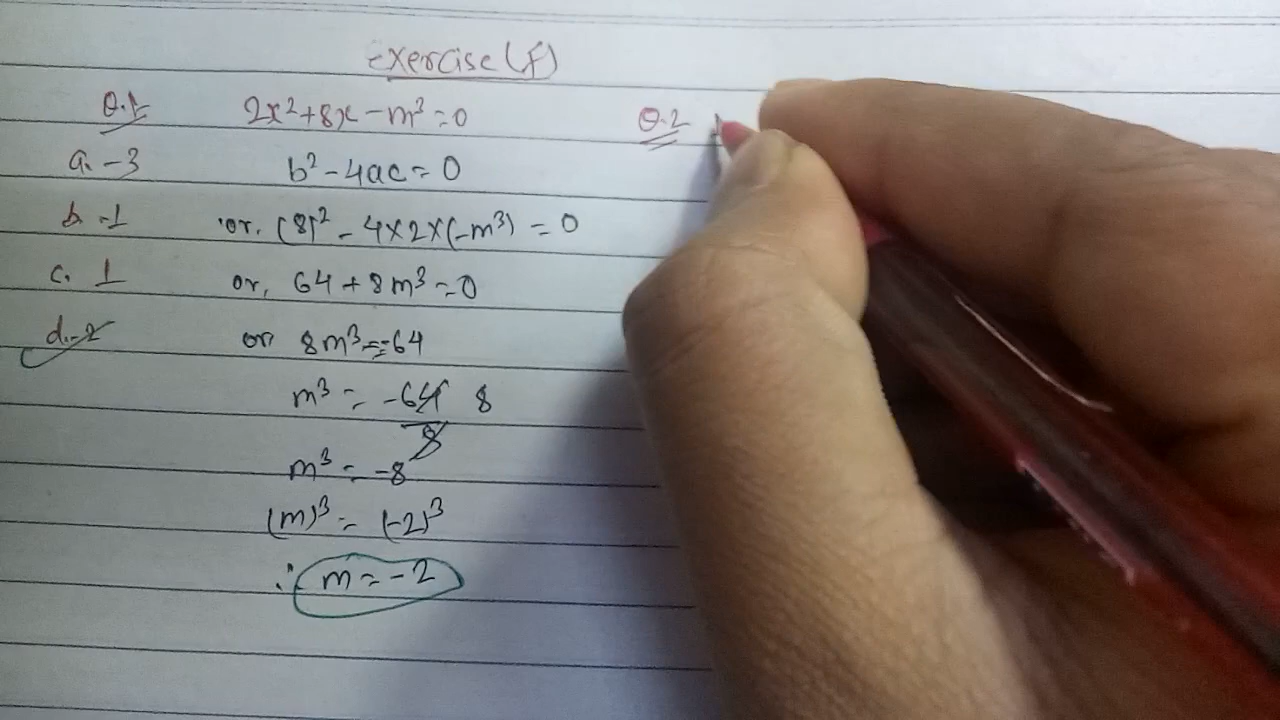 exercise (f)
Q.1 2x²+8x-m³=0
a. -3
b²-4ac=0
b. -1
or, (8)² - 4×2×(-m³) = 0
c. 1
or, 64+8m³=0
d. -2
or 8m³=-64
m³ = -64 8
8
m³ = -8
(m)³ = (-2)³
∴ m = -2
Q.2